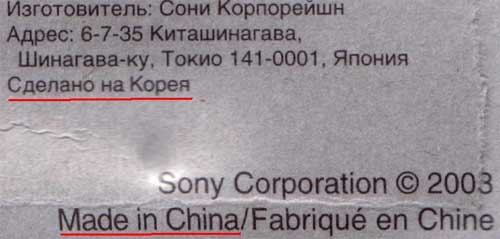 Изготовитель: Сони Корпорейшн
Адрес: 6-7-35 Киташинагава,
Шинагава-ку, Токио 141-0001, Япония
Сделано на Корея
Sony Corporation © 2003
Made in China/Fabriqué en Chine